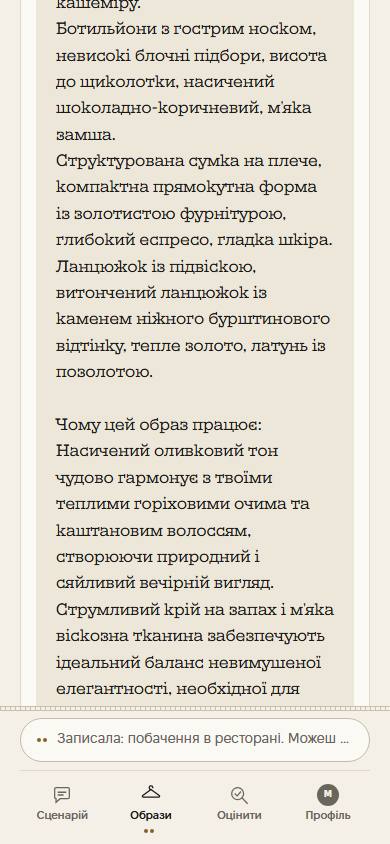 кашеміру.
Ботильйони з гострим носком,
невисокі блочні підбори, висота
до щиколотки, насичений
шоколадно-коричневий, м'яка
замша.
Структурована сумка на плече,
компактна прямокутна форма
із золотистою фурнітурою,
глибокий еспресо, гладка шкіра.
Ланцюжок із підвіскою,
витончений ланцюжок із
каменем ніжного бурштинового
відтінку, тепле золото, латунь із
позолотою.
Чому цей образ працює:
Насичений оливковий тон
чудово гармонує з твоїми
теплими горіховими очима та
каштановим волоссям,
створюючи природний і
сяйливий вечірній вигляд.
Струмливий крій на запах і м'яка
віскозна тканина забезпечують
ідеальний баланс невимушеної
елегантності, необхідної для
Записала: побачення в ресторані. Можеш ...
Сценарій Образи Оцінити М Профіль